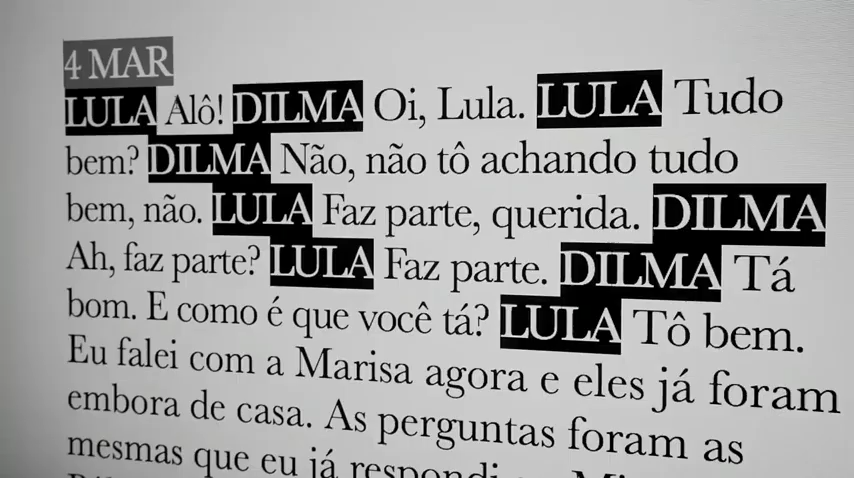 4 MAR
LULA Alô! DILMA Oi, Lula. LULA Tudo
bem? DILMA Não, não tô achando tudo
bem, não. LULA Faz parte, querida. DILMA
Ah, faz parte? LULA Faz parte. DILMA Tá
bom. E como é que você tá? LULA Tô bem.
Eu falei com a Marisa agora e eles já foram
embora de casa. As perguntas foram as
mesmas que eu já